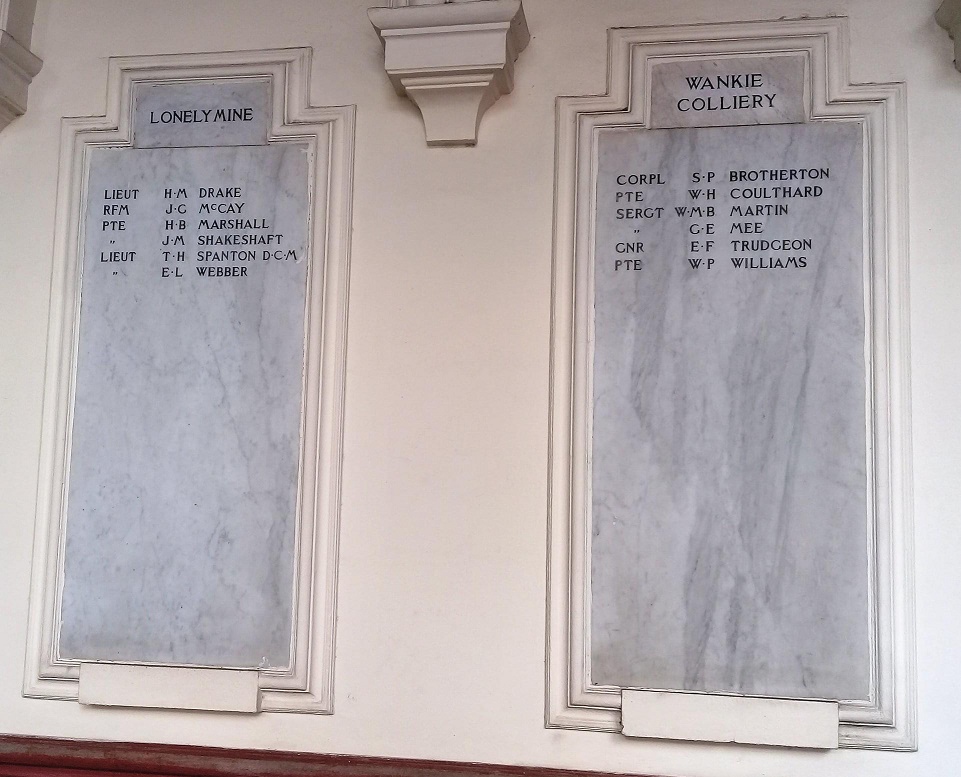 LONELY MINE
LIEUT H·M DRAKE
RFM J·G McCAY
PTE H·B MARSHALL
" J·M SHAKESHAFT
LIEUT T·H SPANTON D·C·M
" E·L WEBBER
WANKIE
COLLIERY
CORPL S·P BROTHERTON
PTE W·H COULTHARD
SERGT W·M·B MARTIN
" G·E MEE
GNR E·F TRUDGEON
PTE W·P WILLIAMS